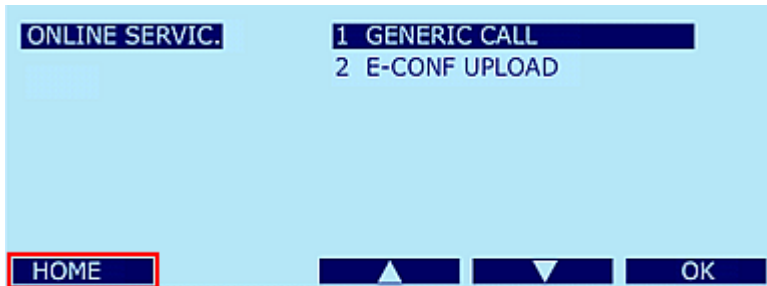 ONLINE SERVIC. 1 GENERIC CALL
2 E-CONF UPLOAD
HOME ▲ ▼ OK